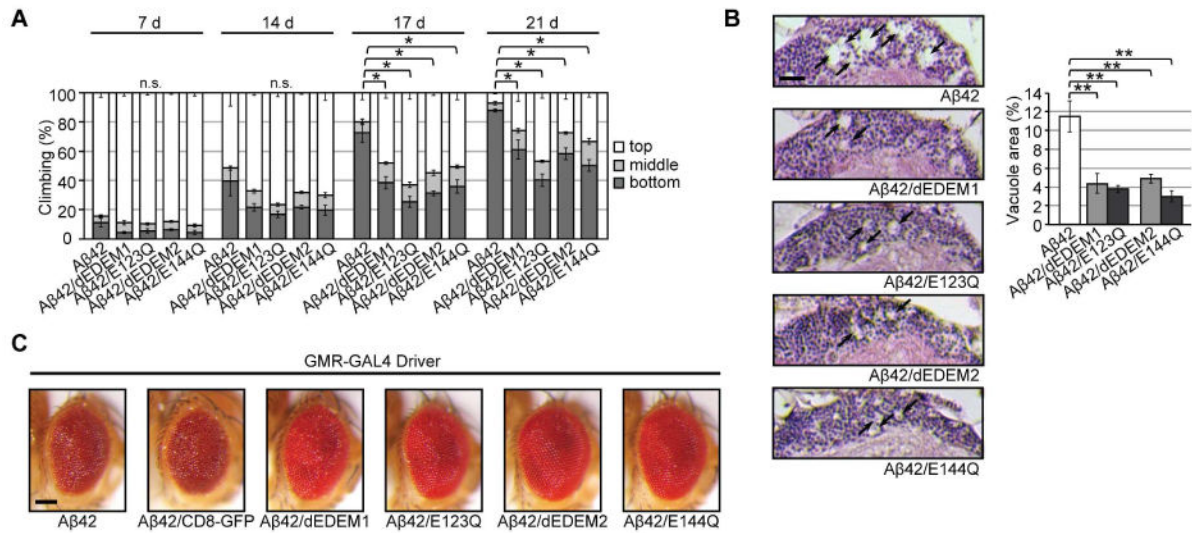 A
7 d 14 d 17 d 21 d
n.s. n.s. * * * * * * * *
Climbing (%)
100
80
60
40
20
0
top
middle
bottom
Aβ42 Aβ42/dEDEM1 Aβ42/E123Q Aβ42/dEDEM2 Aβ42/E144Q Aβ42 Aβ42/dEDEM1 Aβ42/E123Q Aβ42/dEDEM2 Aβ42/E144Q Aβ42 Aβ42/dEDEM1 Aβ42/E123Q Aβ42/dEDEM2 Aβ42/E144Q Aβ42 Aβ42/dEDEM1 Aβ42/E123Q Aβ42/dEDEM2 Aβ42/E144Q
B
Aβ42
Aβ42/dEDEM1
Aβ42/E123Q
Aβ42/dEDEM2
Aβ42/E144Q
**
**
**
**
Vacuole area (%)
14
12
10
8
6
4
2
0
Aβ42 Aβ42/dEDEM1 Aβ42/E123Q Aβ42/dEDEM2 Aβ42/E144Q
C
GMR-GAL4 Driver
Aβ42 Aβ42/CD8-GFP Aβ42/dEDEM1 Aβ42/E123Q Aβ42/dEDEM2 Aβ42/E144Q